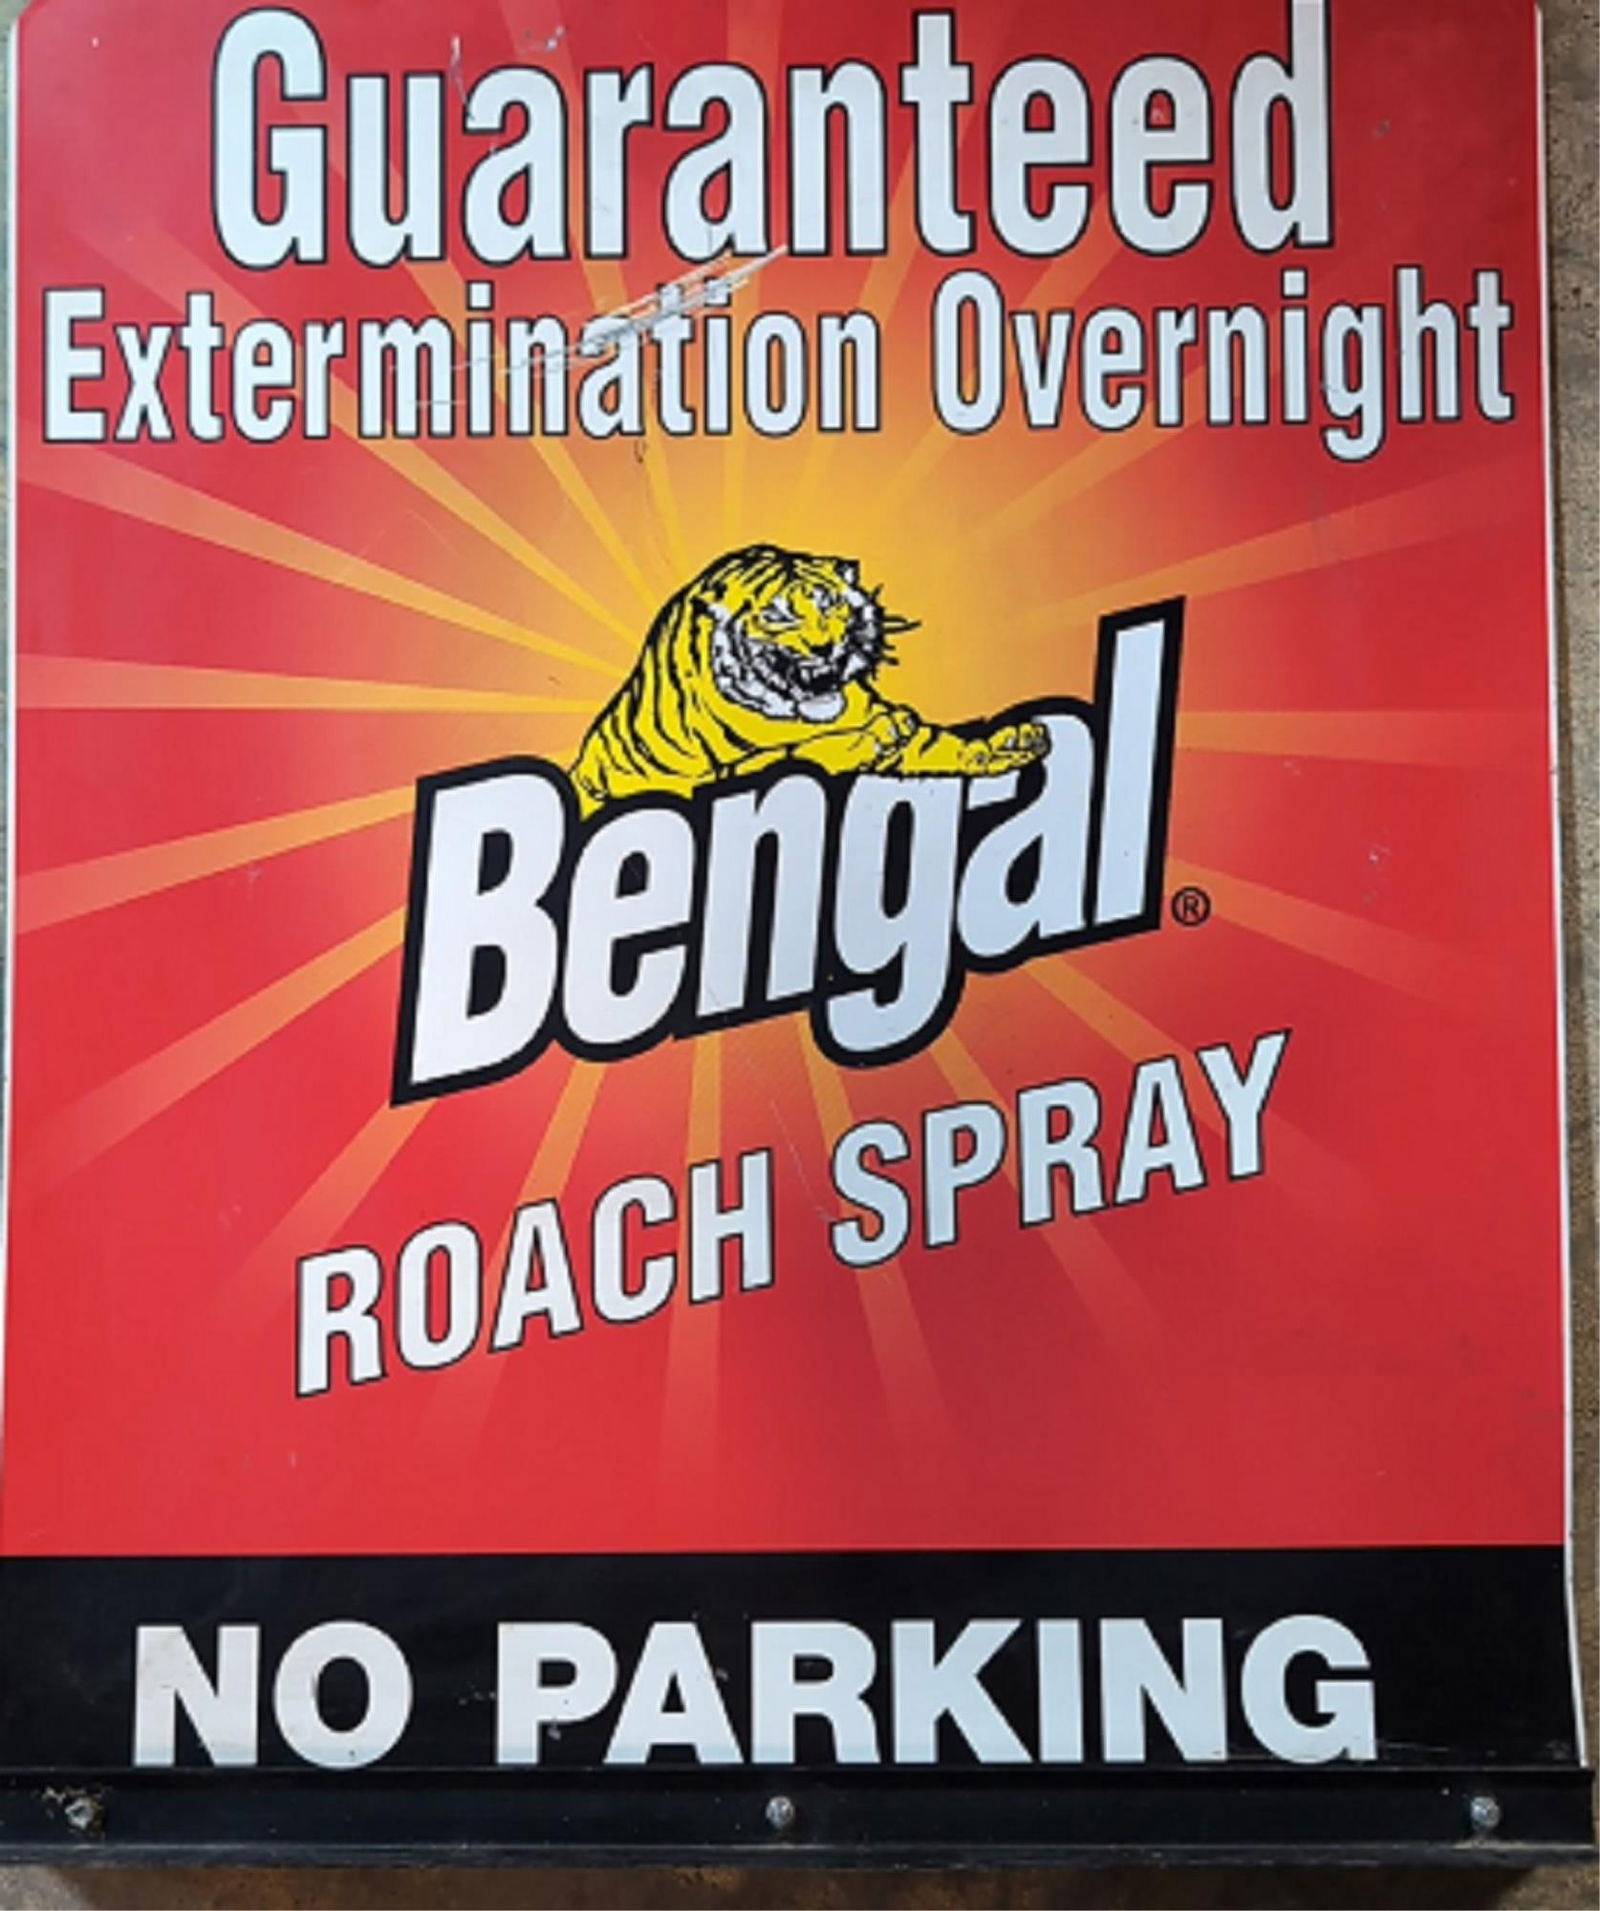 Guaranteed
Extermination Overnight
Bengal®
ROACH SPRAY
NO PARKING